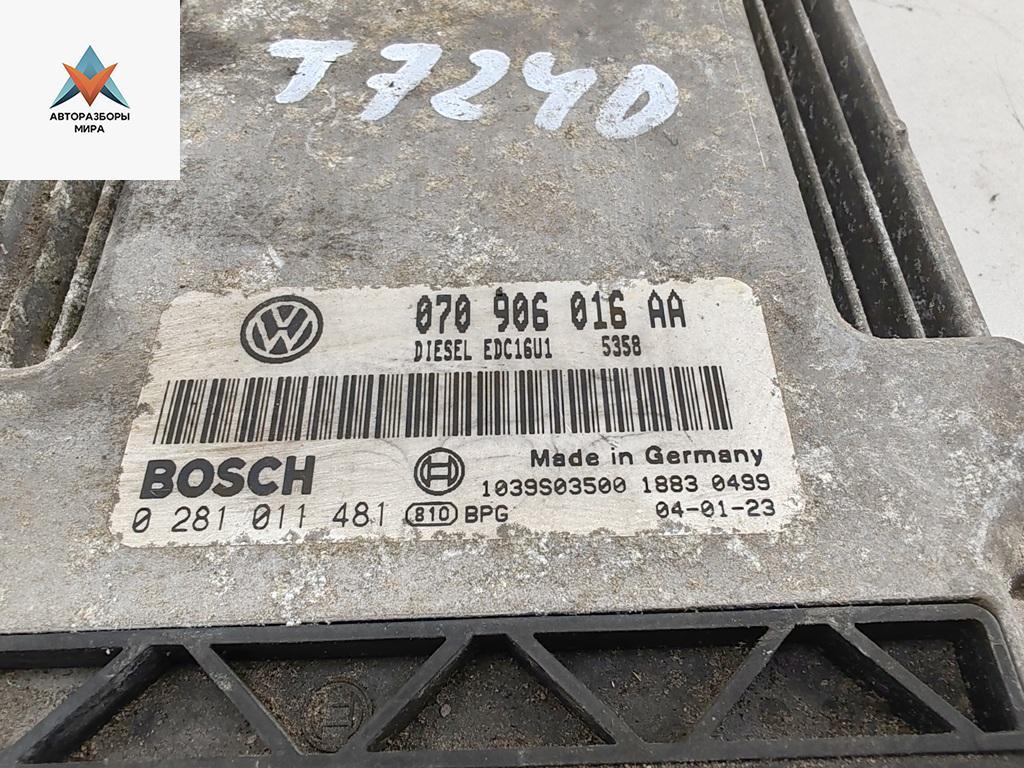 АВТОРАЗБОРЫ
МИРА
T7240
070 906 016 AA
DIESEL EDC16U1 5358
BOSCH
Made in Germany
1039S03500 1883 0499
0 281 011 481 810 BPG 04-01-23